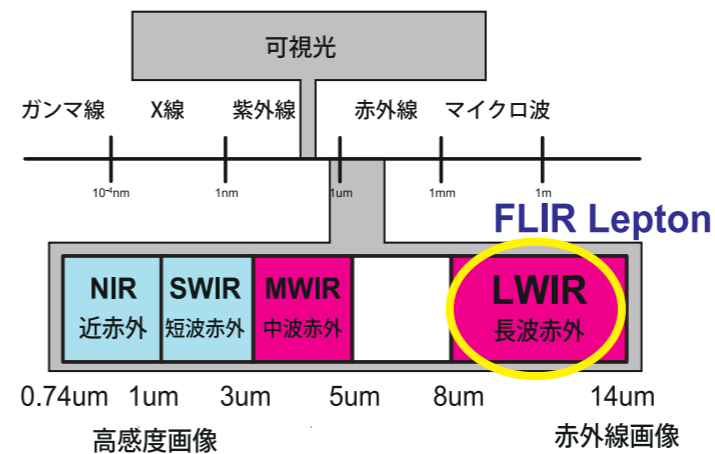 可視光
ガンマ線 X線 紫外線 赤外線 マイクロ波
10⁻⁴nm 1nm 1um 1mm 1m
FLIR Lepton
NIR SWIR MWIR LWIR
近赤外 短波赤外 中波赤外 長波赤外
0.74um 1um 3um 5um 8um 14um
高感度画像 赤外線画像